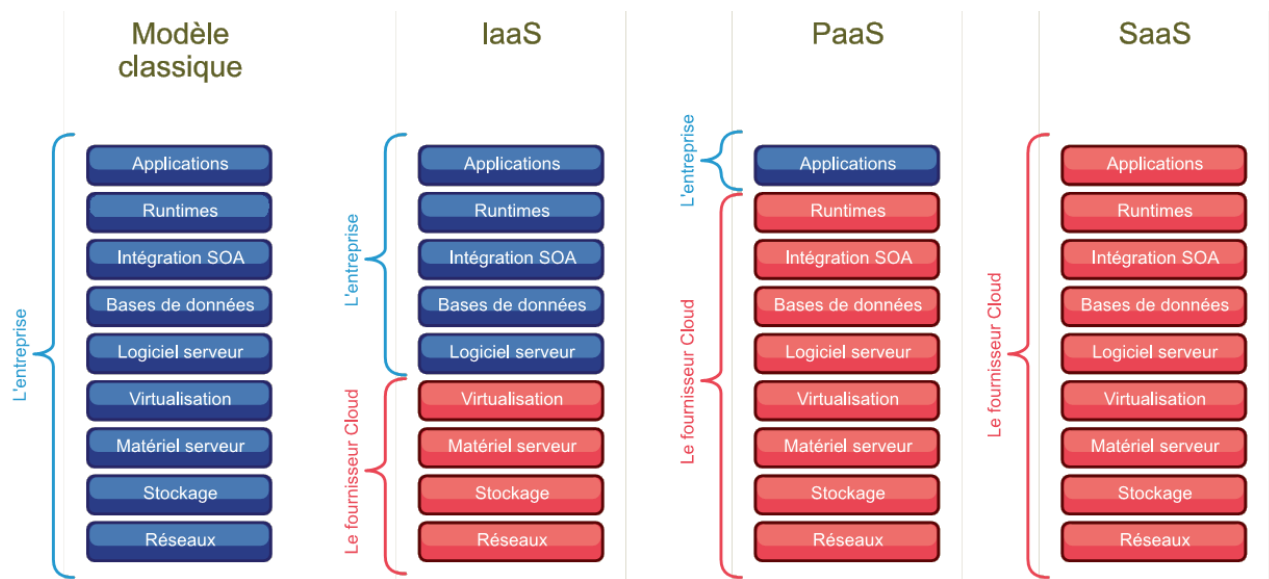 Modèle
classique
L'entreprise
Applications
Runtimes
Intégration SOA
Bases de données
Logiciel serveur
Virtualisation
Matériel serveur
Stockage
Réseaux
IaaS
L'entreprise
Le fournisseur Cloud
Applications
Runtimes
Intégration SOA
Bases de données
Logiciel serveur
Virtualisation
Matériel serveur
Stockage
Réseaux
PaaS
L'entreprise
Le fournisseur Cloud
Applications
Runtimes
Intégration SOA
Bases de données
Logiciel serveur
Virtualisation
Matériel serveur
Stockage
Réseaux
SaaS
Le fournisseur Cloud
Applications
Runtimes
Intégration SOA
Bases de données
Logiciel serveur
Virtualisation
Matériel serveur
Stockage
Réseaux